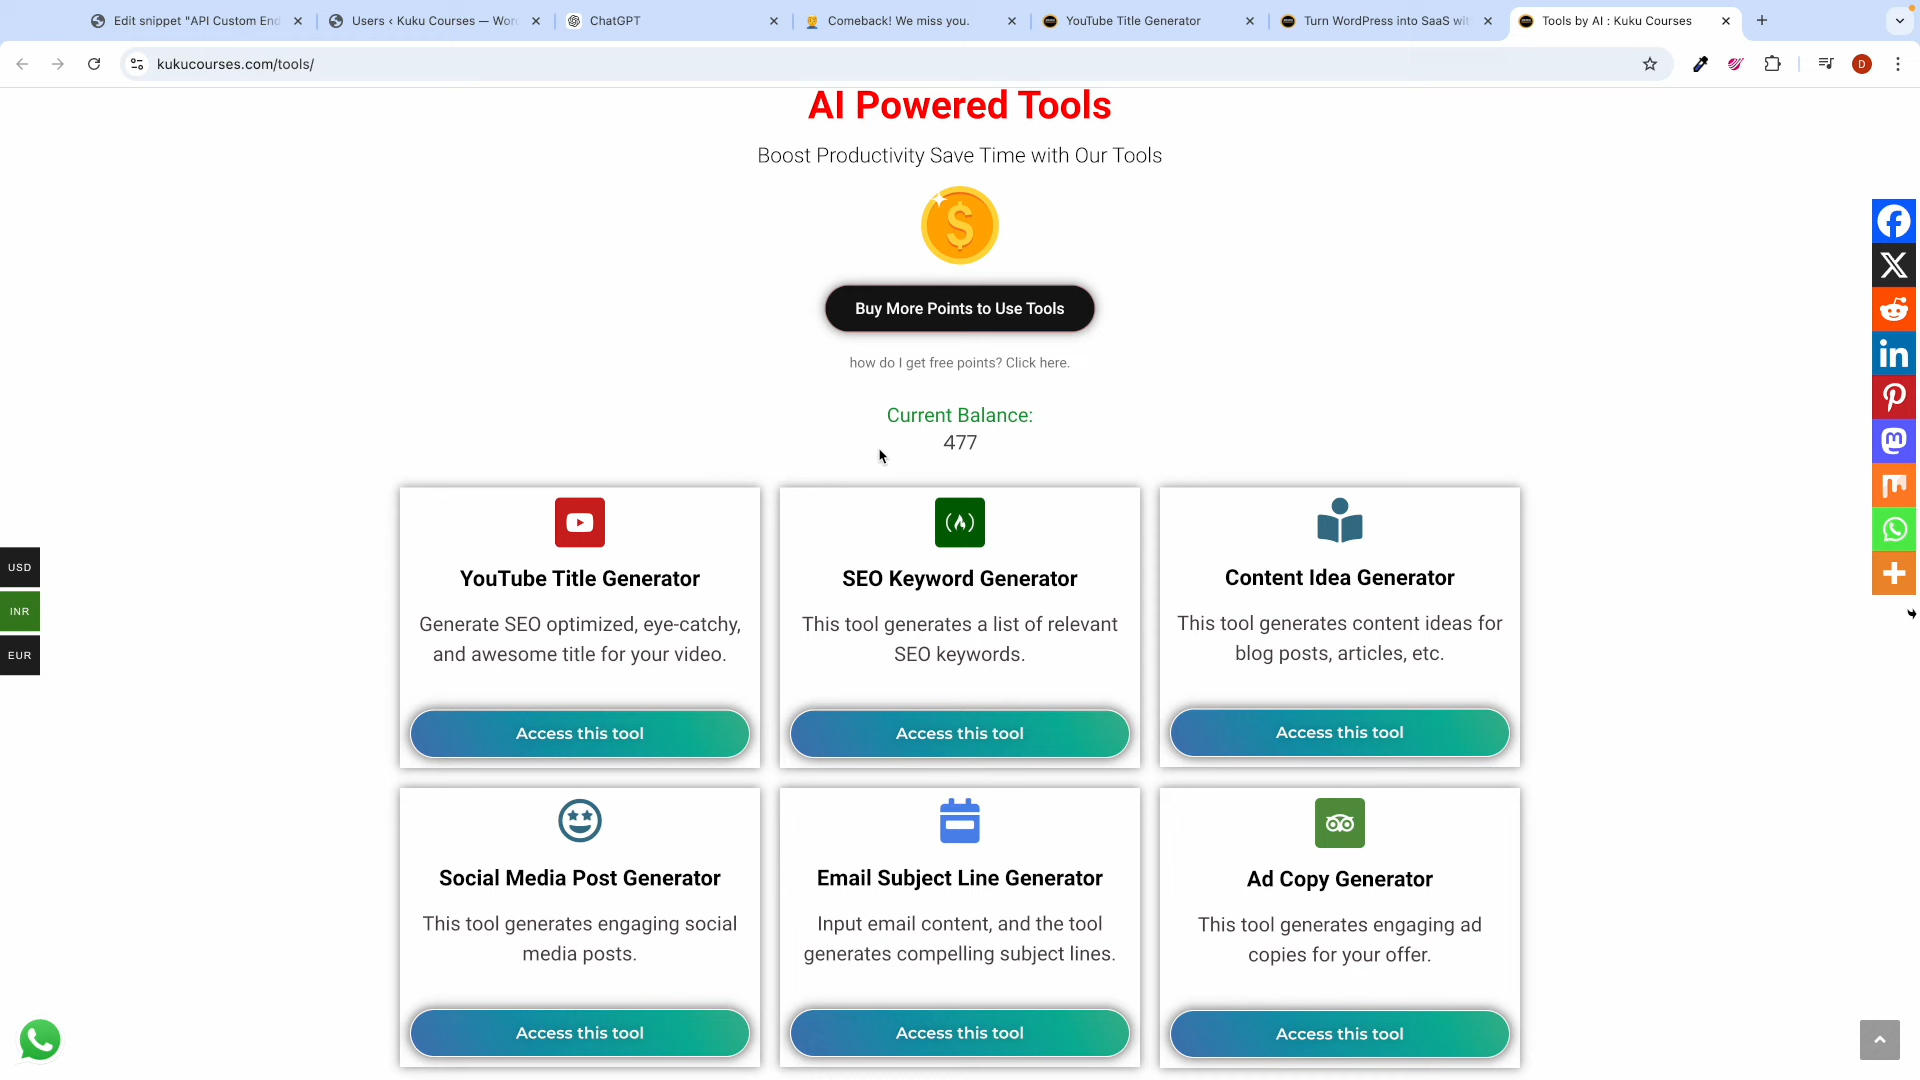 Edit snippet "API Custom End
Users ‹ Kuku Courses — Word
ChatGPT
Comeback! We miss you.
YouTube Title Generator
Turn WordPress into SaaS wit
Tools by AI : Kuku Courses
kukucourses.com/tools/
D
AI Powered Tools
Boost Productivity Save Time with Our Tools
Buy More Points to Use Tools
how do I get free points? Click here.
Current Balance:
477
USD
INR
EUR
YouTube Title Generator
Generate SEO optimized, eye-catchy,
and awesome title for your video.
Access this tool
SEO Keyword Generator
This tool generates a list of relevant
SEO keywords.
Access this tool
Content Idea Generator
This tool generates content ideas for
blog posts, articles, etc.
Access this tool
Social Media Post Generator
This tool generates engaging social
media posts.
Access this tool
Email Subject Line Generator
Input email content, and the tool
generates compelling subject lines.
Access this tool
Ad Copy Generator
This tool generates engaging ad
copies for your offer.
Access this tool